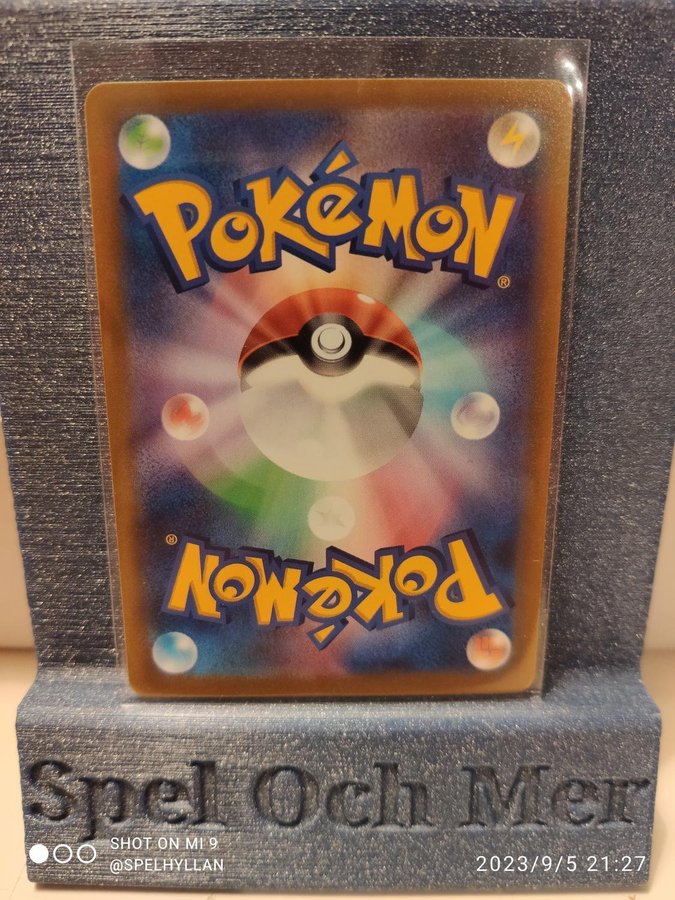 POKéMON
®
®
POKéMON
Spel Och Mer
SHOT ON MI 9
@SPELHYLLAN
2023/9/5 21:27